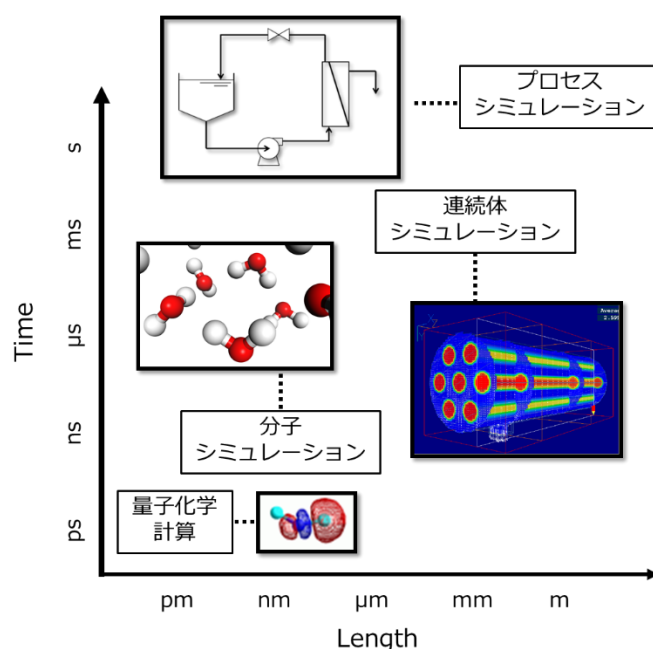 プロセス
シミュレーション
連続体
シミュレーション
分子
シミュレーション
量子化学
計算
Time
s
ms
µs
ns
ps
pm
nm
µm
mm
m
Length